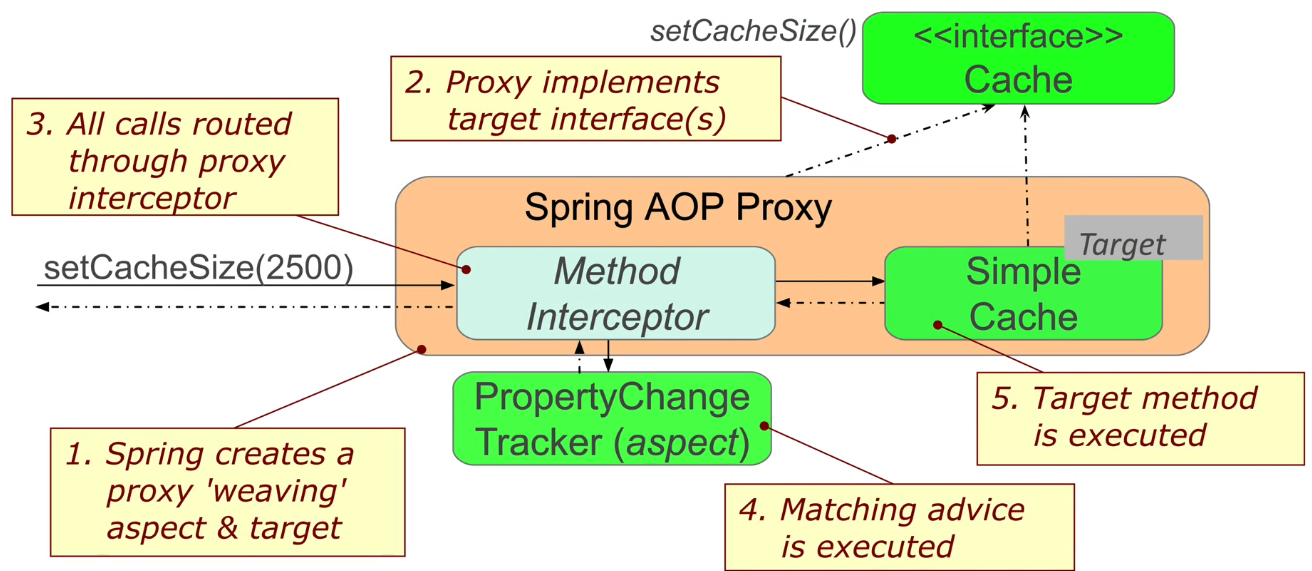 setCacheSize()
<<interface>>
Cache
2. Proxy implements
target interface(s)
3. All calls routed
through proxy
interceptor
Spring AOP Proxy
Target
setCacheSize(2500)
Method
Interceptor
Simple
Cache
PropertyChange
Tracker (aspect)
5. Target method
is executed
1. Spring creates a
proxy 'weaving'
aspect & target
4. Matching advice
is executed